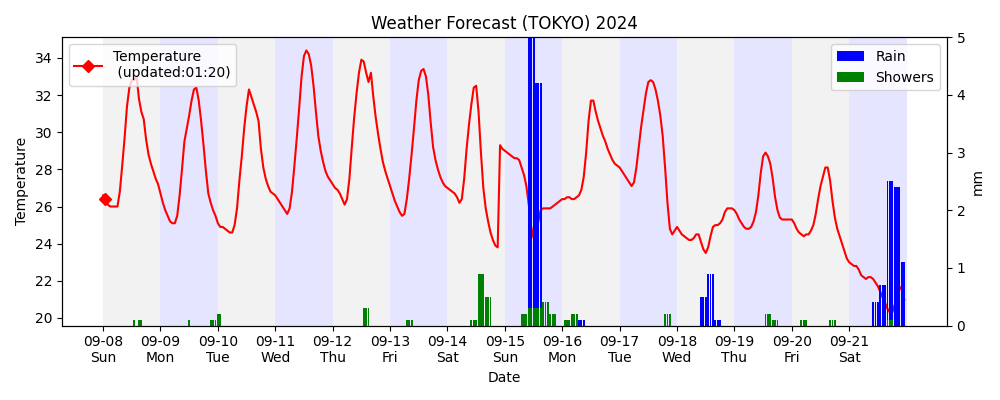 Weather Forecast (TOKYO) 2024
Temperature
(updated:01:20)
Rain
Showers
34
32
30
28
26
24
22
20
Temperature
5
4
3
2
1
0
mm
09-08 09-09 09-10 09-11 09-12 09-13 09-14 09-15 09-16 09-17 09-18 09-19 09-20 09-21
Sun Mon Tue Wed Thu Fri Sat Sun Mon Tue Wed Thu Fri Sat
Date